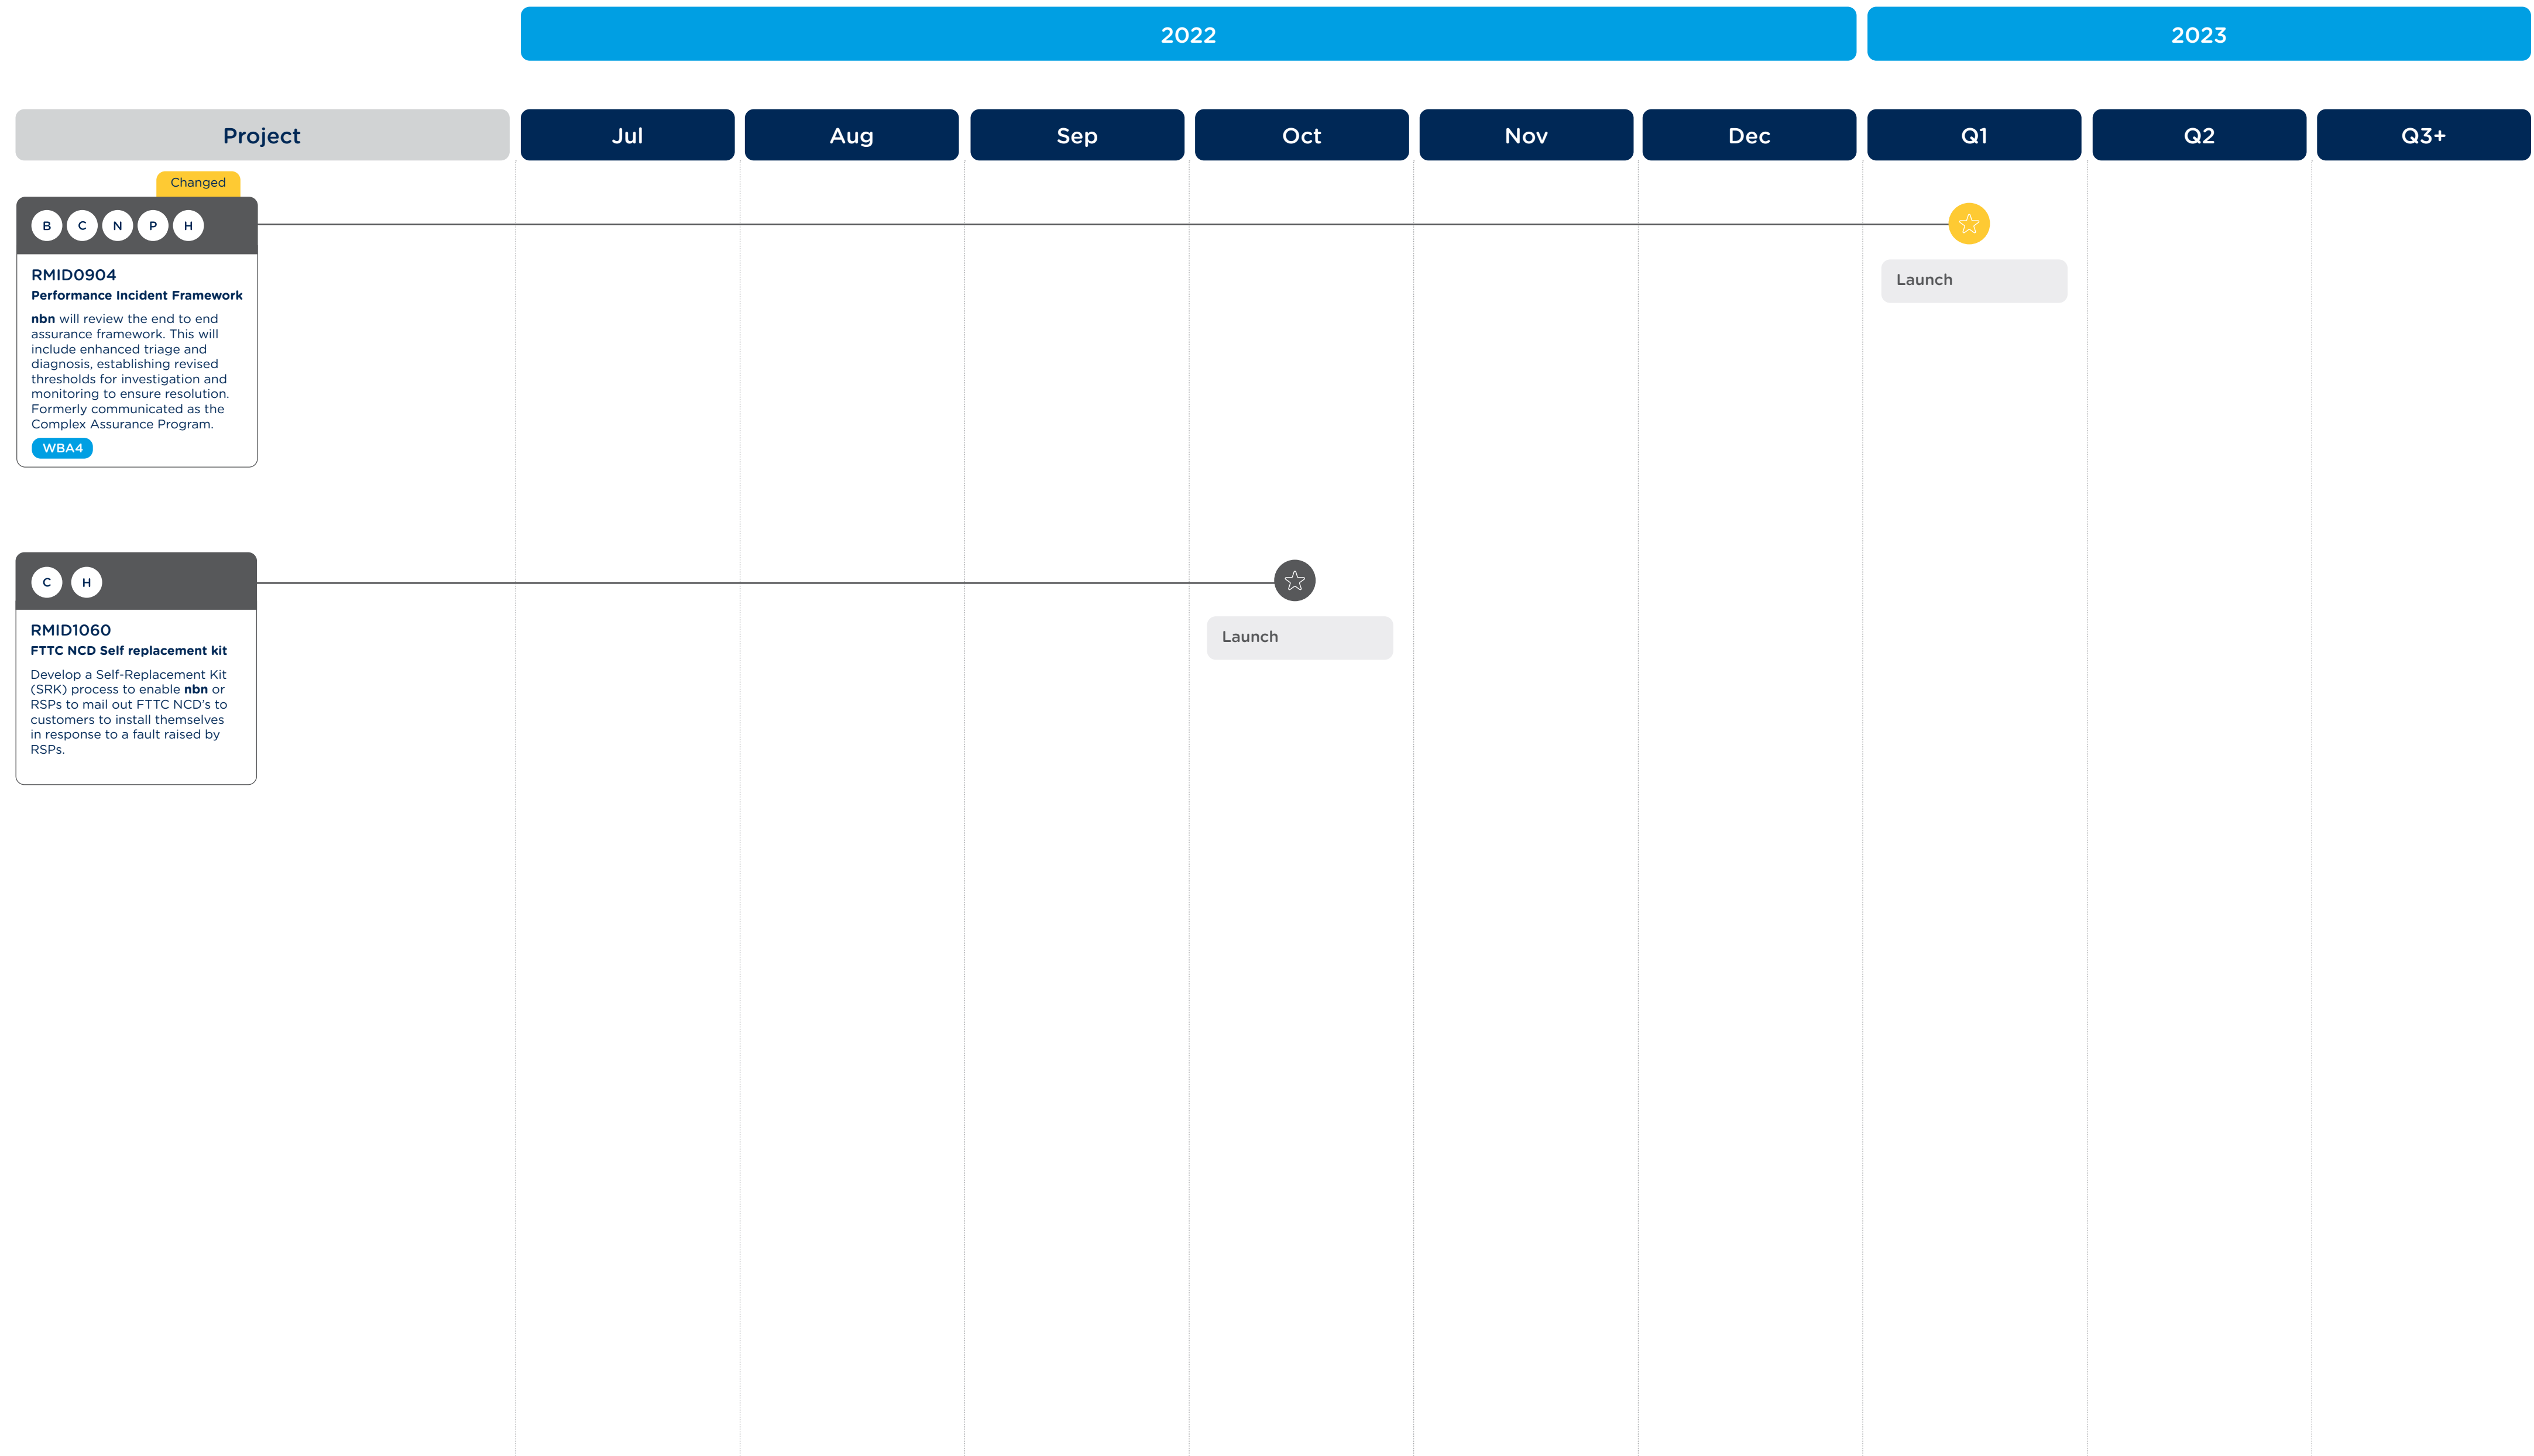 2022
2023
Project
Jul
Aug
Sep
Oct
Nov
Dec
Q1
Q2
Q3+
Changed
B
C
N
P
H
RMID0904
Performance Incident Framework
nbn will review the end to end
assurance framework. This will
include enhanced triage and
diagnosis, establishing revised
thresholds for investigation and
monitoring to ensure resolution.
Formerly communicated as the
Complex Assurance Program.
WBA4
Launch
C
H
RMID1060
FTTC NCD Self replacement kit
Develop a Self-Replacement Kit
(SRK) process to enable nbn or
RSPs to mail out FTTC NCD’s to
customers to install themselves
in response to a fault raised by
RSPs.
Launch